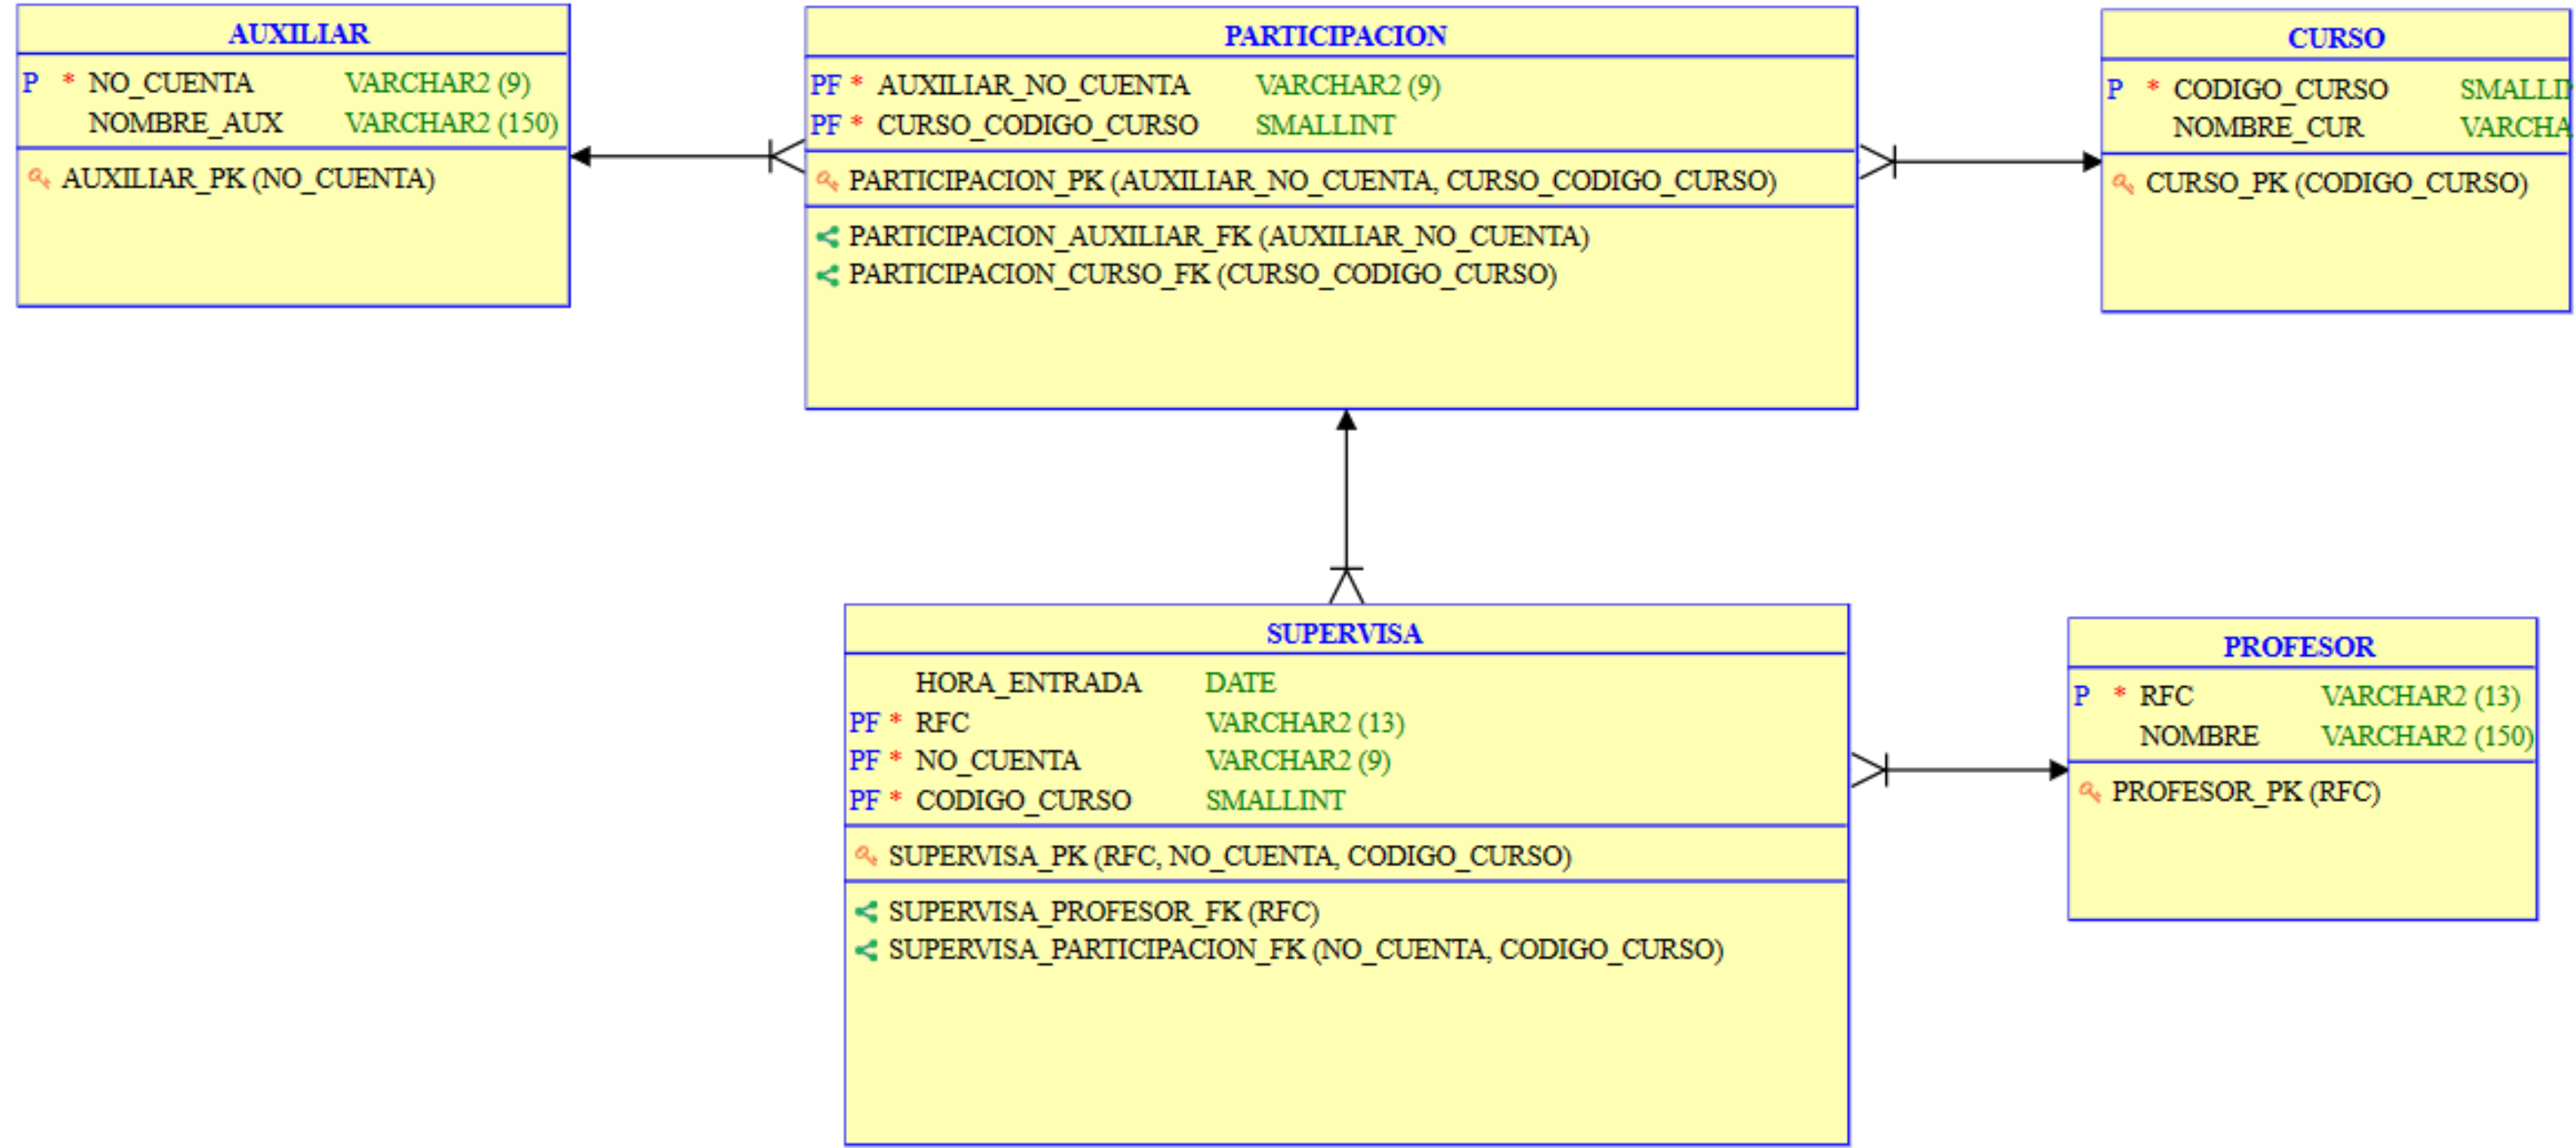 AUXILIAR
P * NO_CUENTA VARCHAR2 (9)
NOMBRE_AUX VARCHAR2 (150)
AUXILIAR_PK (NO_CUENTA)
PARTICIPACION
PF * AUXILIAR_NO_CUENTA VARCHAR2 (9)
PF * CURSO_CODIGO_CURSO SMALLINT
PARTICIPACION_PK (AUXILIAR_NO_CUENTA, CURSO_CODIGO_CURSO)
PARTICIPACION_AUXILIAR_FK (AUXILIAR_NO_CUENTA)
PARTICIPACION_CURSO_FK (CURSO_CODIGO_CURSO)
CURSO
P * CODIGO_CURSO
NOMBRE_CUR VARCHA
CURSO_PK (CODIGO_CURSO)
SUPERVISA
HORA_ENTRADA DATE
PF * RFC VARCHAR2 (13)
PF * NO_CUENTA VARCHAR2 (9)
PF * CODIGO_CURSO SMALLINT
SUPERVISA_PK (RFC, NO_CUENTA, CODIGO_CURSO)
SUPERVISA_PROFESOR_FK (RFC)
SUPERVISA_PARTICIPACION_FK (NO_CUENTA, CODIGO_CURSO)
PROFESOR
P * RFC VARCHAR2 (13)
NOMBRE VARCHAR2 (150)
PROFESOR_PK (RFC)